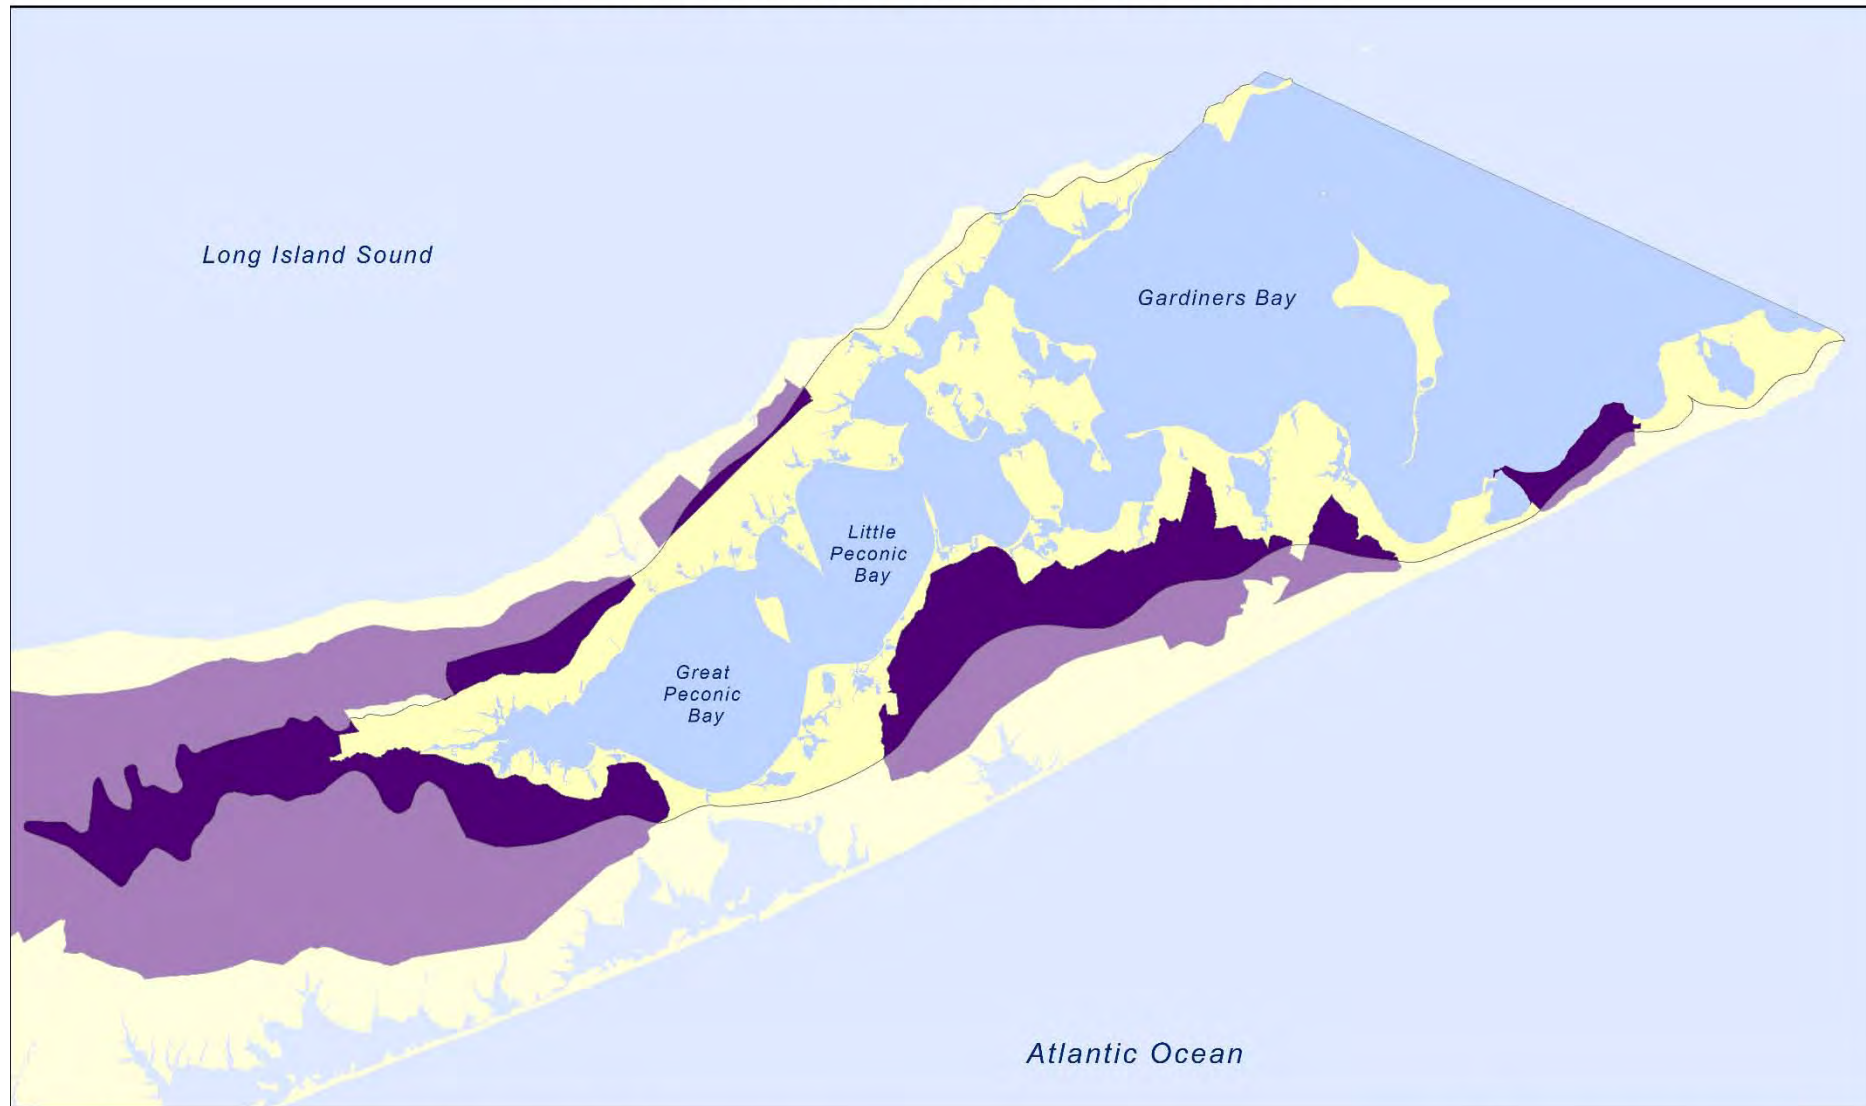 Long Island Sound
Gardiners Bay
Little
Peconic
Bay
Great
Peconic
Bay
Atlantic Ocean